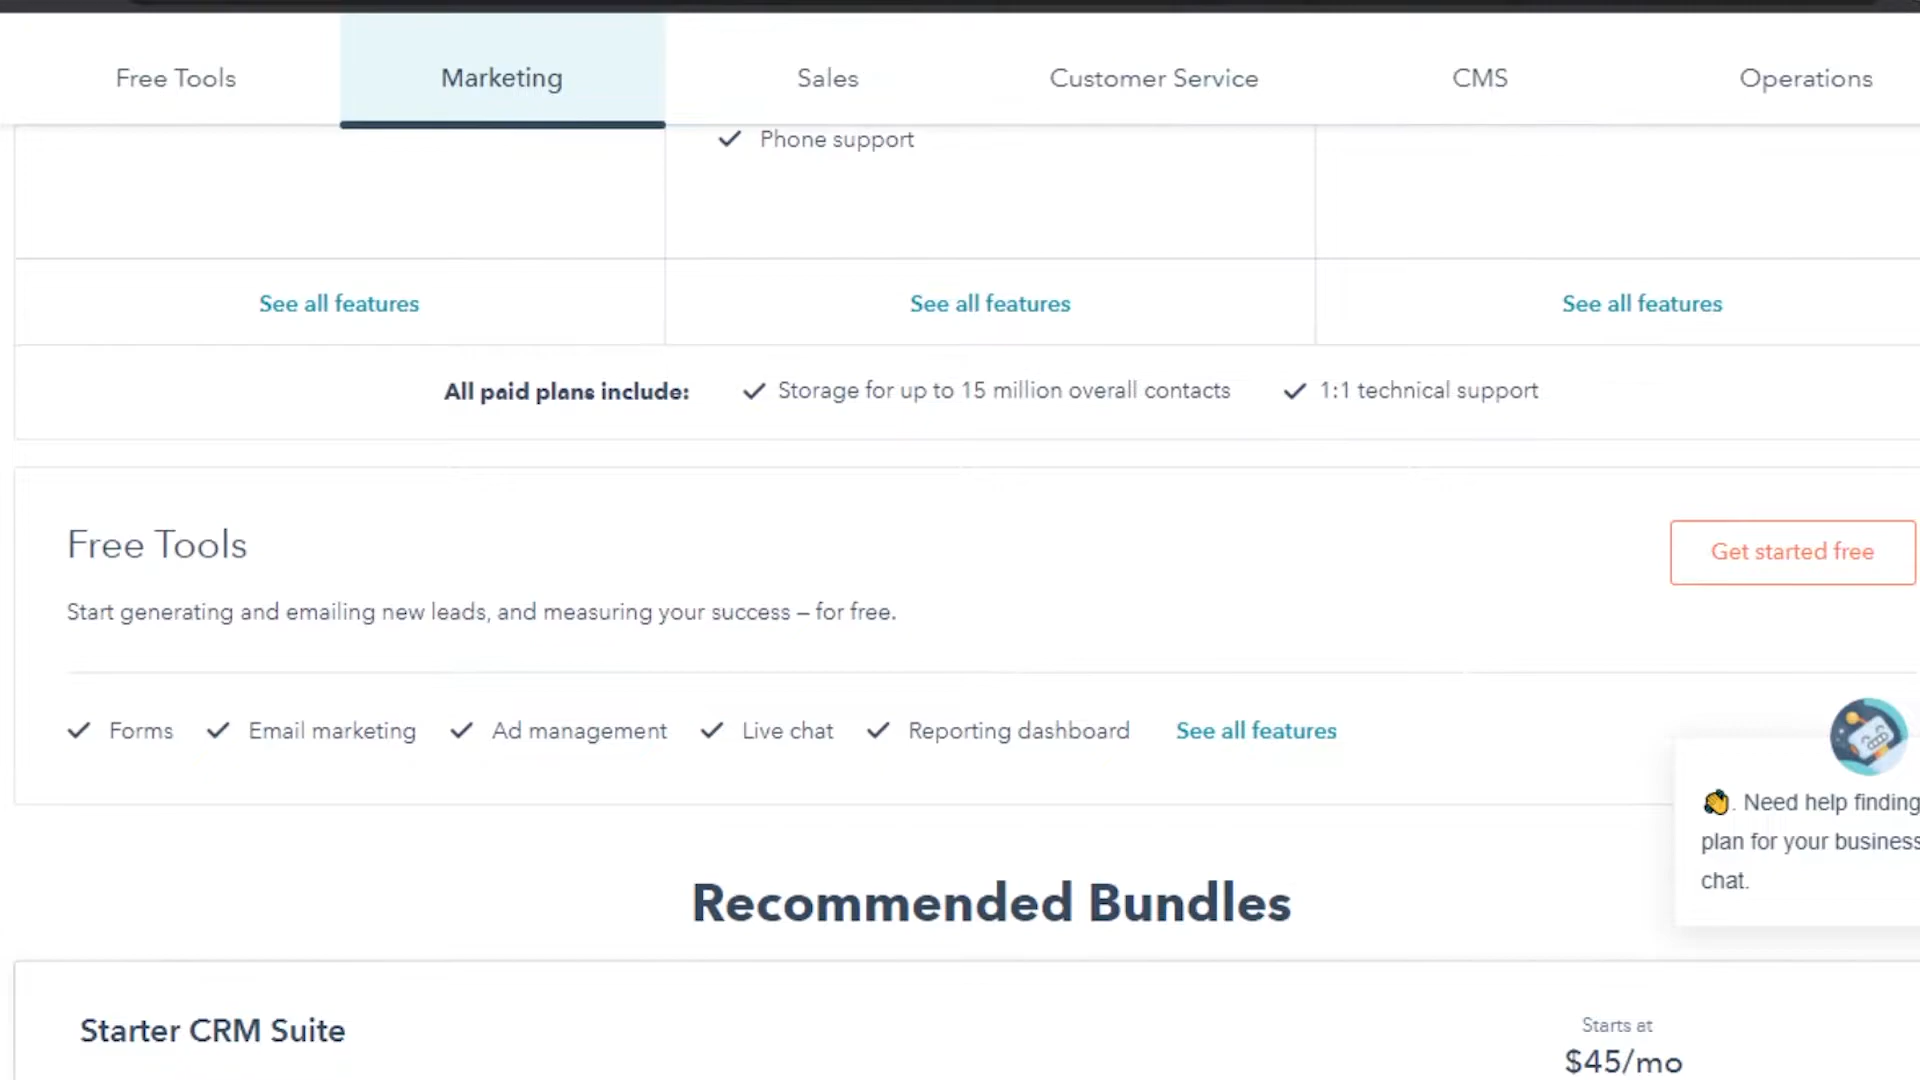 Free Tools
Marketing
Sales
Customer Service
CMS
Operations
Phone support
See all features
See all features
See all features
All paid plans include:
Storage for up to 15 million overall contacts
1:1 technical support
Free Tools
Get started free
Start generating and emailing new leads, and measuring your success – for free.
Forms
Email marketing
Ad management
Live chat
Reporting dashboard
See all features
👋. Need help finding
plan for your business
chat.
Recommended Bundles
Starter CRM Suite
Starts at
$45/mo